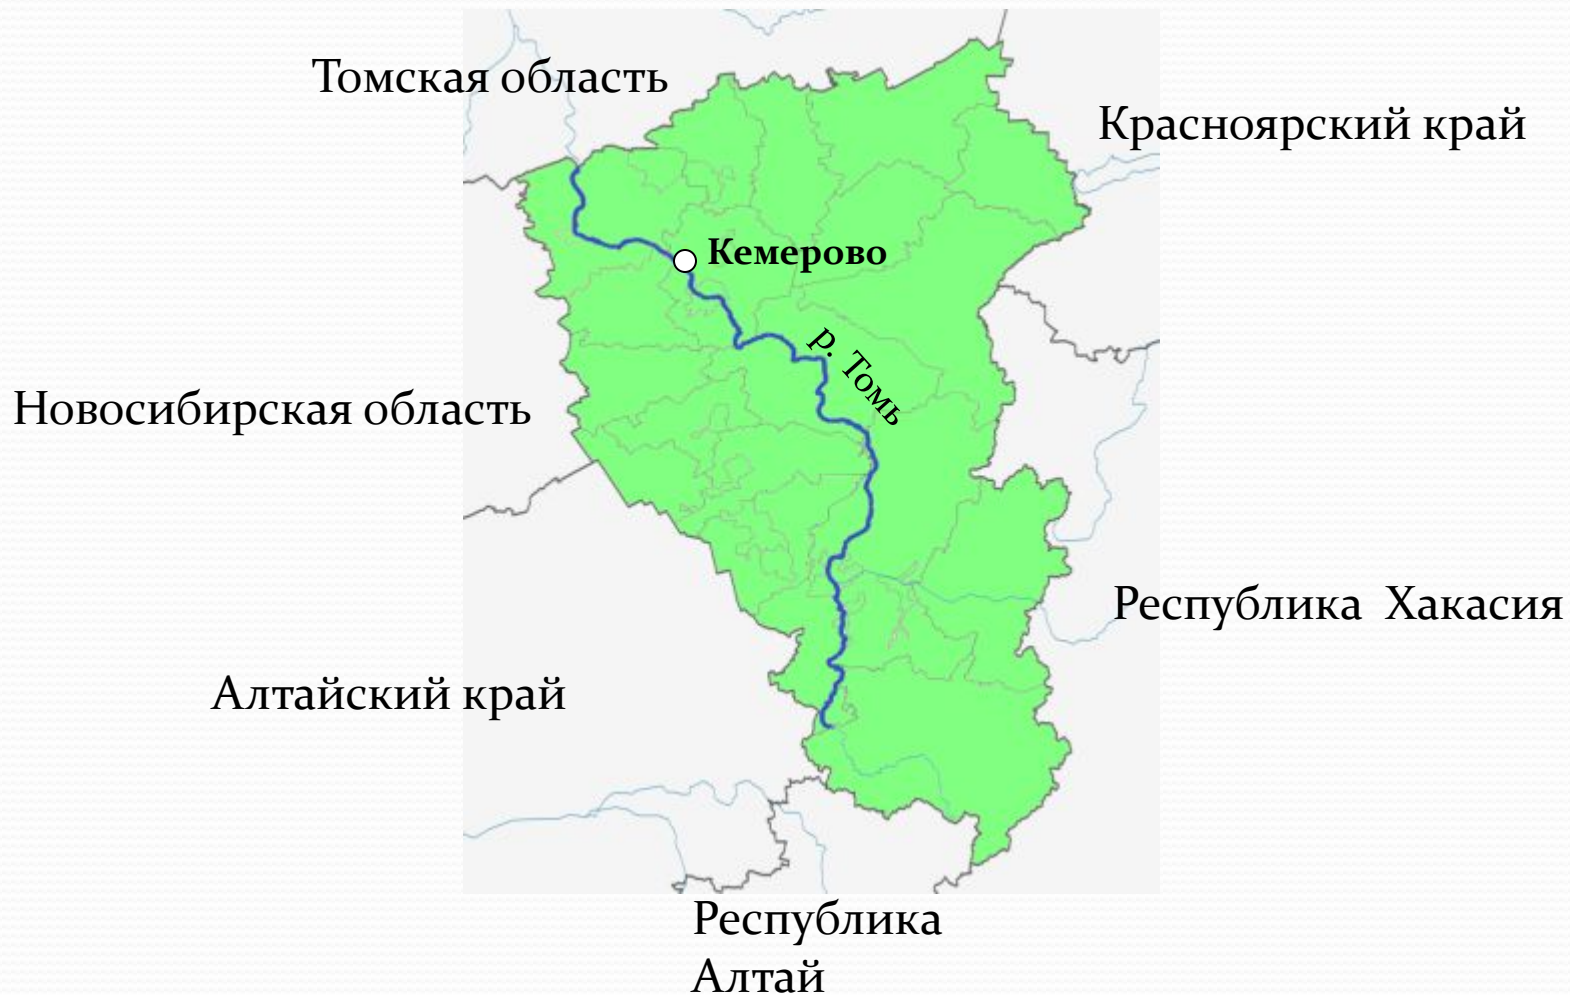 Томская область
Красноярский край
Кемерово
р. Томь
Новосибирская область
Республика Хакасия
Алтайский край
Республика
Алтай